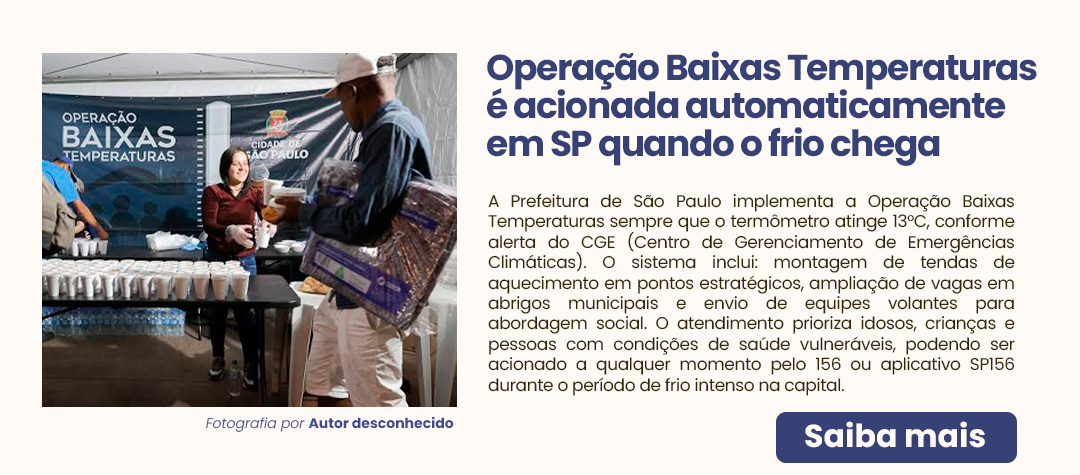 OPERAÇÃO
BAIXAS
TEMPERATURAS
CIDADE DE
SÃO PAULO
Fotografia por Autor desconhecido
Operação Baixas Temperaturas
é acionada automaticamente
em SP quando o frio chega
A Prefeitura de São Paulo implementa a Operação Baixas
Temperaturas sempre que o termômetro atinge 13ºC, conforme
alerta do CGE (Centro de Gerenciamento de Emergências
Climáticas). O sistema inclui: montagem de tendas de
aquecimento em pontos estratégicos, ampliação de vagas em
abrigos municipais e envio de equipes volantes para
abordagem social. O atendimento prioriza idosos, crianças e
pessoas com condições de saúde vulneráveis, podendo ser
acionado a qualquer momento pelo 156 ou aplicativo SP156
durante o período de frio intenso na capital.
Saiba mais